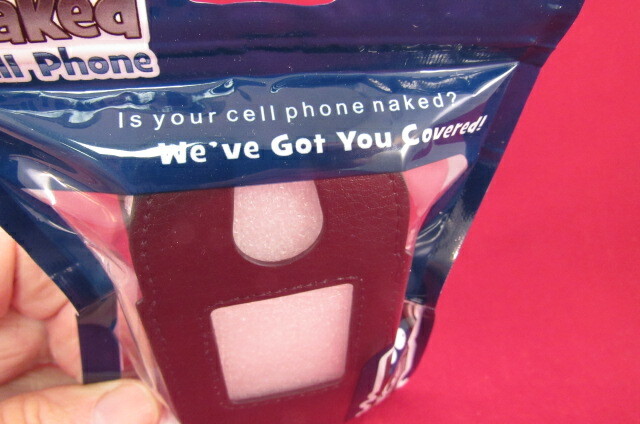 aked
ll Phone
Is your cell phone naked?
We've Got You Covered!